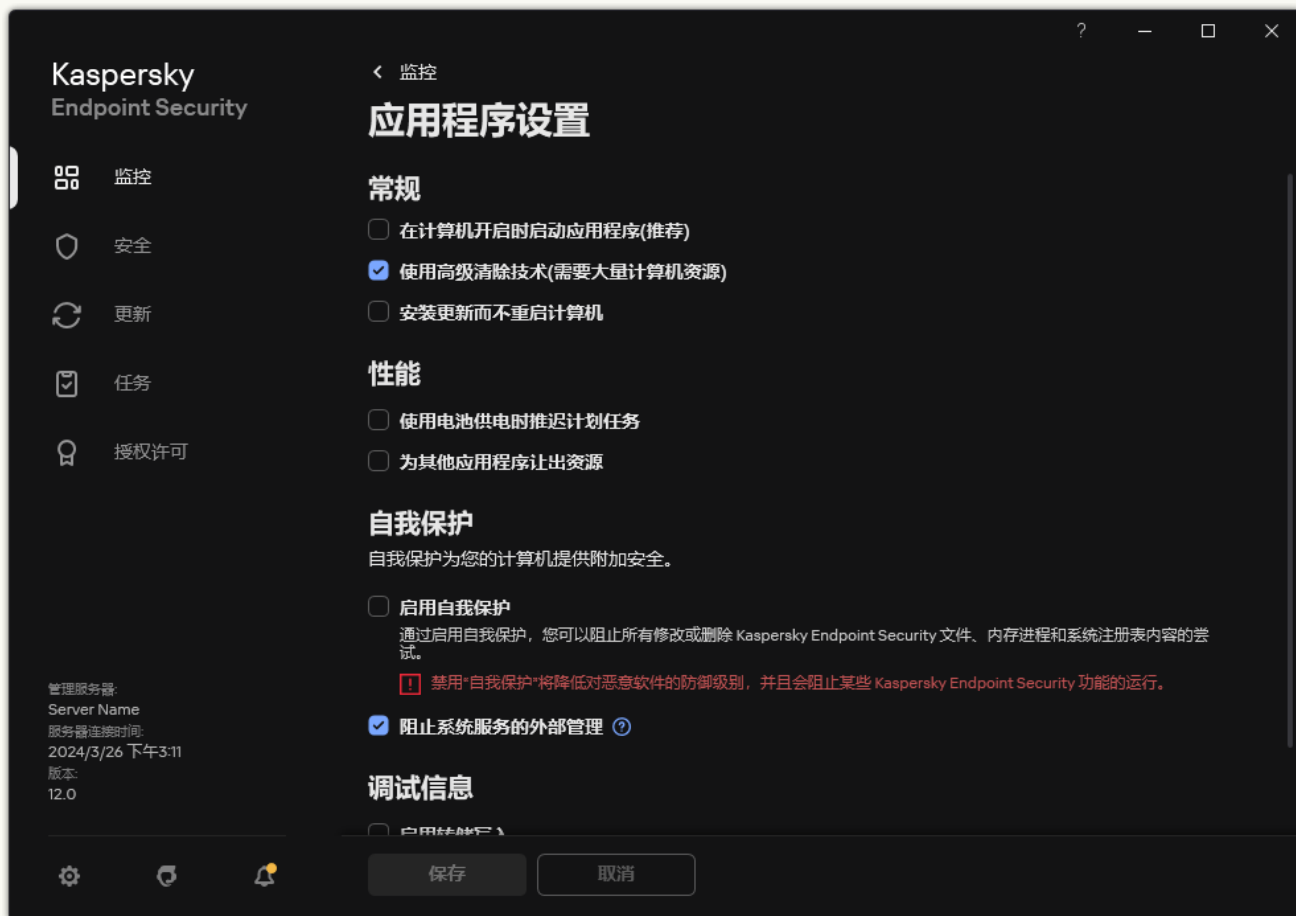 ?
Kaspersky
Endpoint Security
监控
安全
更新
任务
授权许可
管理服务器:
Server Name
服务器连接时间:
2024/3/26 下午3:11
版本:
12.0
监控
应用程序设置
常规
在计算机开启时启动应用程序(推荐)
使用高级清除技术(需要大量计算机资源)
安装更新而不重启计算机
性能
使用电池供电时推迟计划任务
为其他应用程序让出资源
自我保护
自我保护为您的计算机提供附加安全。
启用自我保护
通过启用自我保护，您可以阻止所有修改或删除 Kaspersky Endpoint Security 文件、内存进程和系统注册表内容的尝
试。
禁用“自我保护”将降低对恶意软件的防御级别，并且会阻止某些 Kaspersky Endpoint Security 功能的运行。
阻止系统服务的外部管理 ?
调试信息
启用转储写入
保存
取消